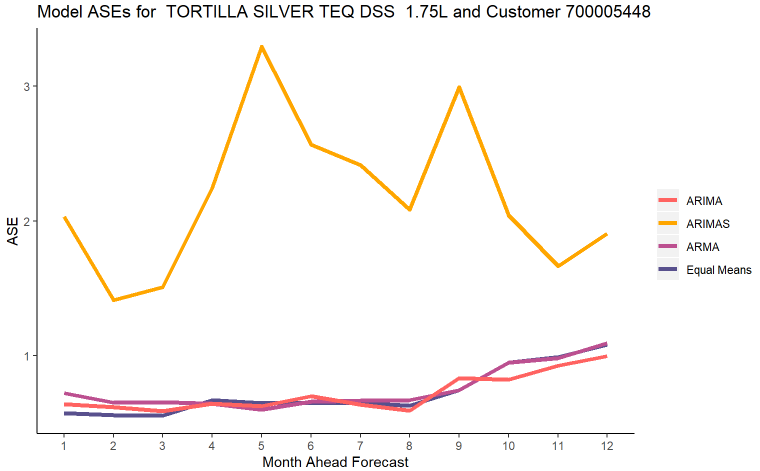 Model ASEs for  TORTILLA SILVER TEQ DSS  1.75L and Customer 700005448
3
2
1
ASE
1 2 3 4 5 6 7 8 9 10 11 12
Month Ahead Forecast
ARIMA
ARIMAS
ARMA
Equal Means